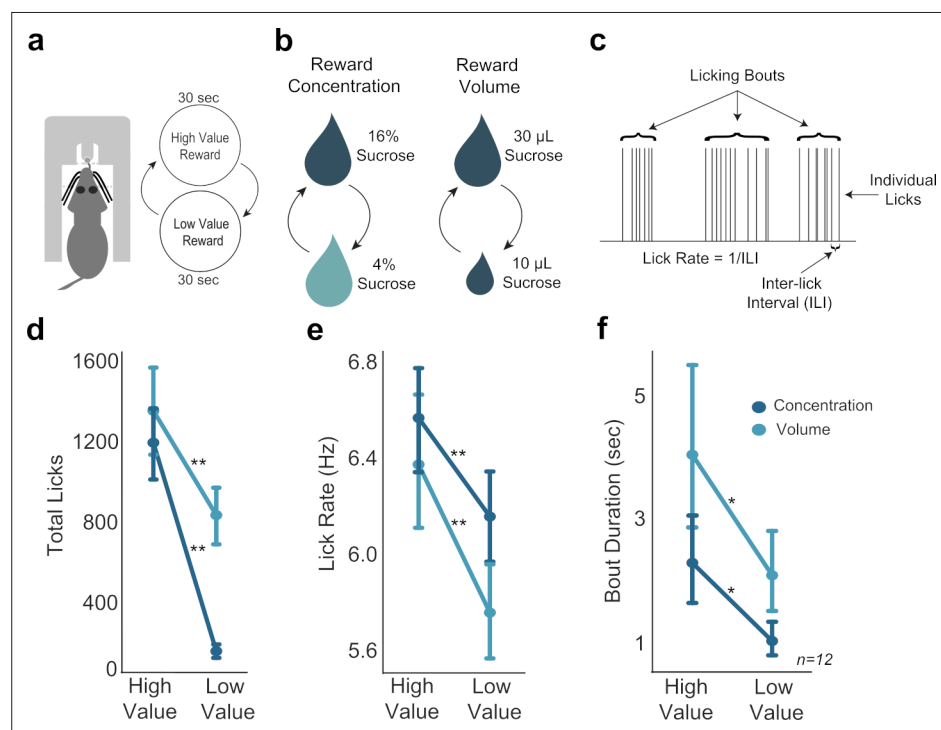 a
30 sec
High Value
Reward
Low Value
Reward
30 sec
b
Reward
Concentration
16%
Sucrose
4%
Sucrose
Reward
Volume
30 µL
Sucrose
10 µL
Sucrose
c
Licking Bouts
Individual
Licks
Lick Rate = 1/ILI
Inter-lick
Interval (ILI)
d
Total Licks
1600
1200
800
400
0
**
**
High
Value
Low
Value
e
Lick Rate (Hz)
6.8
6.4
6.0
5.6
**
**
High
Value
Low
Value
f
Bout Duration (sec)
5
3
1
Concentration
Volume
*
*
n=12
High
Value
Low
Value